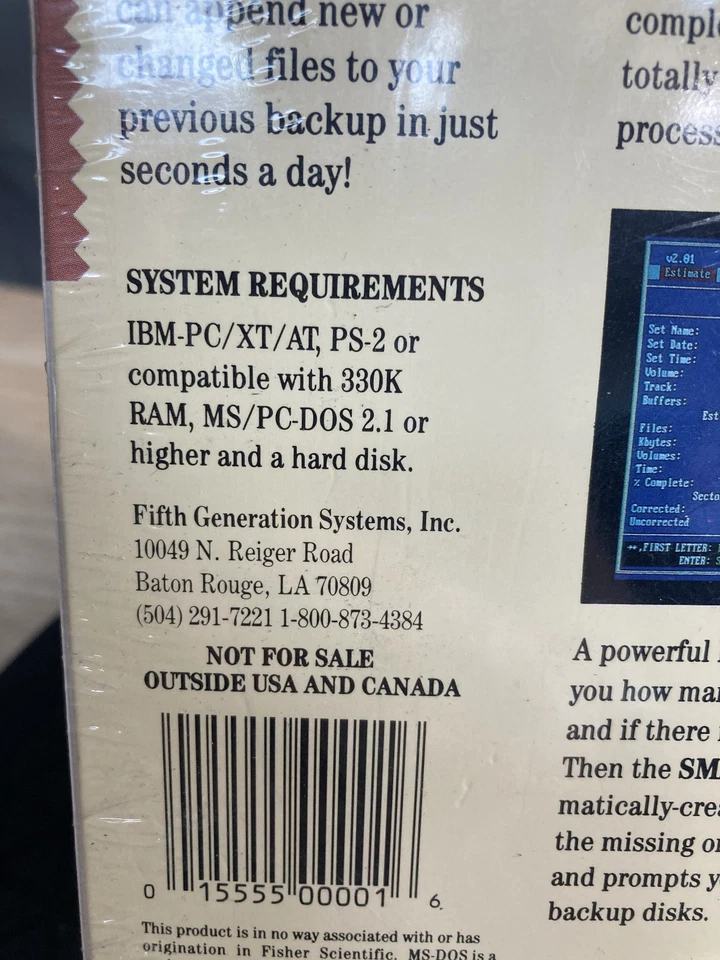 can append new or
changed files to your
previous backup in just
seconds a day!
SYSTEM REQUIREMENTS
IBM-PC/XT/AT, PS-2 or
compatible with 330K
RAM, MS/PC-DOS 2.1 or
higher and a hard disk.
Fifth Generation Systems, Inc.
10049 N. Reiger Road
Baton Rouge, LA 70809
(504) 291-7221 1-800-873-4384
NOT FOR SALE
OUTSIDE USA AND CANADA
0 15555 00001 6
This product is in no way associated with or has
origination in Fisher Scientific. MS-DOS is a
totally
v2.01
Estimate
Set Name:
Set Date:
Set Time:
Volume:
Track:
Buffers:
Est
Files:
Kbytes:
Volumes:
Time:
% Complete:
Secto
Corrected:
Uncorrected
FIRST LETTER:
ENTER:
A powerful
you how
and if there
Then the SM
matically-crea
the missing
and prompts
backup disks.